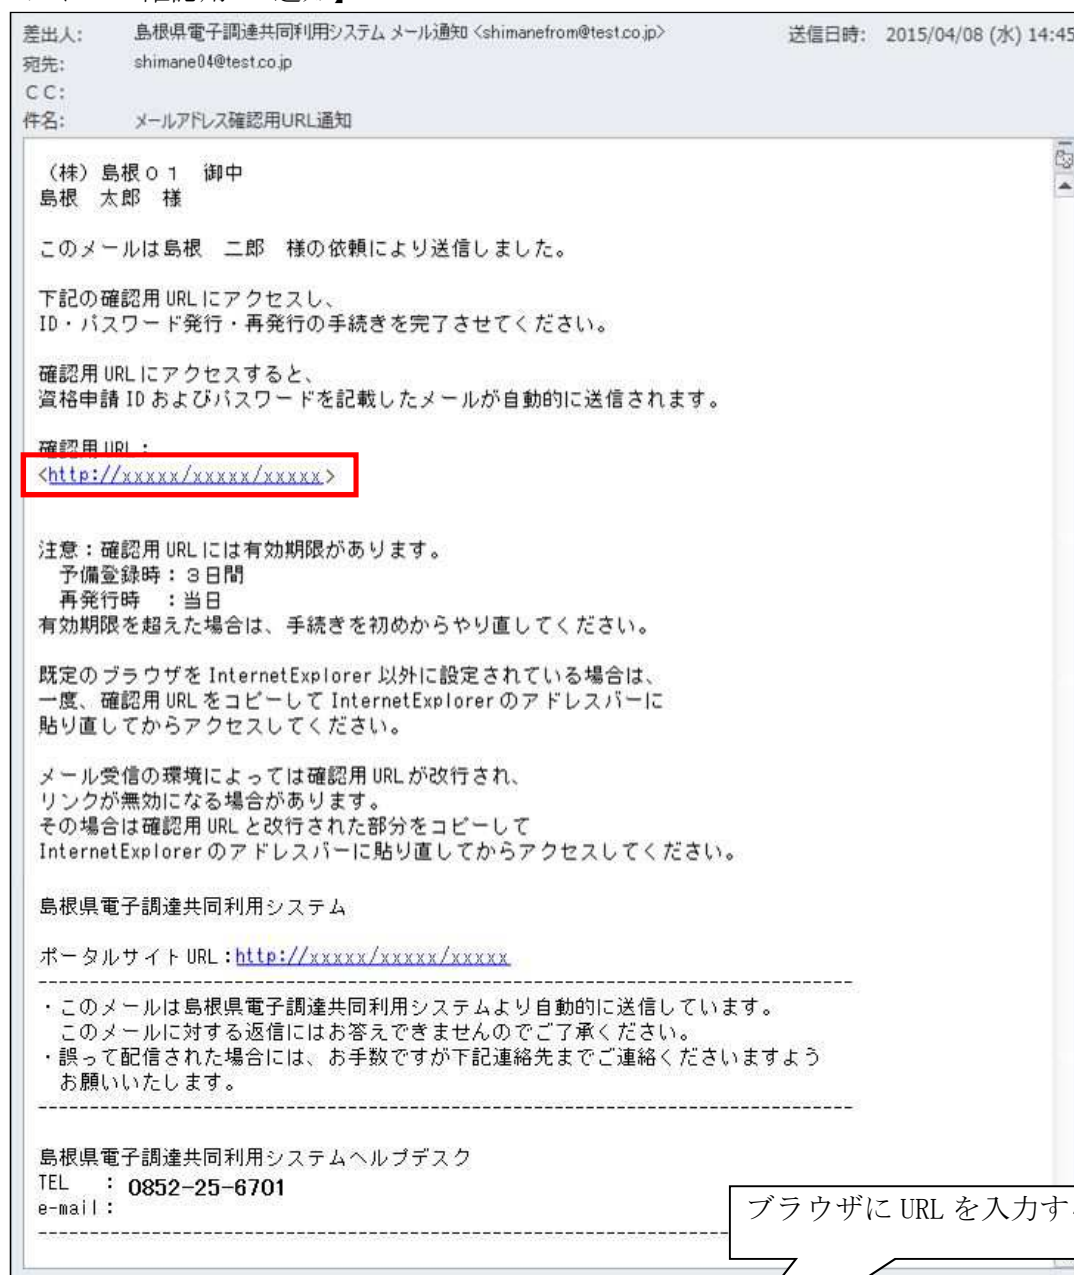 差出人: 島根県電子調達共同利用システム メール通知 <shimanefrom@test.co.jp> 送信日時: 2015/04/08 (水) 14:45
宛先: shimane04@test.co.jp
CC:
件名: メールアドレス確認用URL通知
(株)島根01 御中
島根 太郎 様
このメールは島根 二郎 様の依頼により送信しました。
下記の確認用URLにアクセスし、
ID・パスワード発行・再発行の手続きを完了させてください。
確認用URLにアクセスすると、
資格申請IDおよびパスワードを記載したメールが自動的に送信されます。
確認用URL:
<http://xxxxx/xxxxx/xxxxx>
注意:確認用URLには有効期限があります。
予備登録時:3日間
再発行時 :当日
有効期限を超えた場合は、手続きを初めからやり直してください。
既定のブラウザをInternetExplorer以外に設定されている場合は、
一度、確認用URLをコピーしてInternetExplorerのアドレスバーに
貼り直してからアクセスしてください。
メール受信の環境によっては確認用URLが改行され、
リンクが無効になる場合があります。
その場合は確認用URLと改行された部分をコピーして
InternetExplorerのアドレスバーに貼り直してからアクセスしてください。
島根県電子調達共同利用システム
ポータルサイトURL:http://xxxxx/xxxxx/xxxxx
-------------------------------------------------------------------------------
・このメールは島根県電子調達共同利用システムより自動的に送信しています。
このメールに対する返信にはお答えできませんのでご了承ください。
・誤って配信された場合には、お手数ですが下記連絡先までご連絡くださいますよう
お願いいたします。
-------------------------------------------------------------------------------
島根県電子調達共同利用システムヘルプデスク
TEL : 0852-25-6701
e-mail:
-------------------------------------------------------------------
ブラウザに URL を入力す